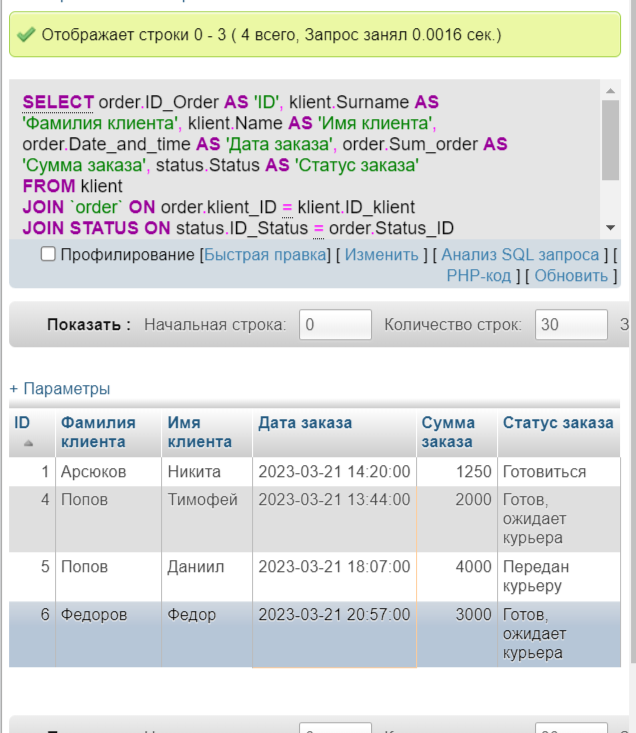 Отображает строки 0 - 3 ( 4 всего, Запрос занял 0.0016 сек.)
SELECT order.ID_Order AS 'ID', klient.Surname AS
'Фамилия клиента', klient.Name AS 'Имя клиента',
order.Date_and_time AS 'Дата заказа', order.Sum_order AS
'Сумма заказа', status.Status AS 'Статус заказа'
FROM klient
JOIN `order` ON order.klient_ID = klient.ID_klient
JOIN STATUS ON status.ID_Status = order.Status_ID
Профилирование [Быстрая правка] [ Изменить ] [ Анализ SQL запроса ] [
PHP-код ] [ Обновить ]
Показать : Начальная строка: 0 Количество строк: 30
+ Параметры
ID Фамилия клиента Имя клиента Дата заказа Сумма заказа Статус заказа
1 Арсюков Никита 2023-03-21 14:20:00 1250 Готовиться
4 Попов Тимофей 2023-03-21 13:44:00 2000 Готов, ожидает курьера
5 Попов Даниил 2023-03-21 18:07:00 4000 Передан курьеру
6 Федоров Федор 2023-03-21 20:57:00 3000 Готов, ожидает курьера